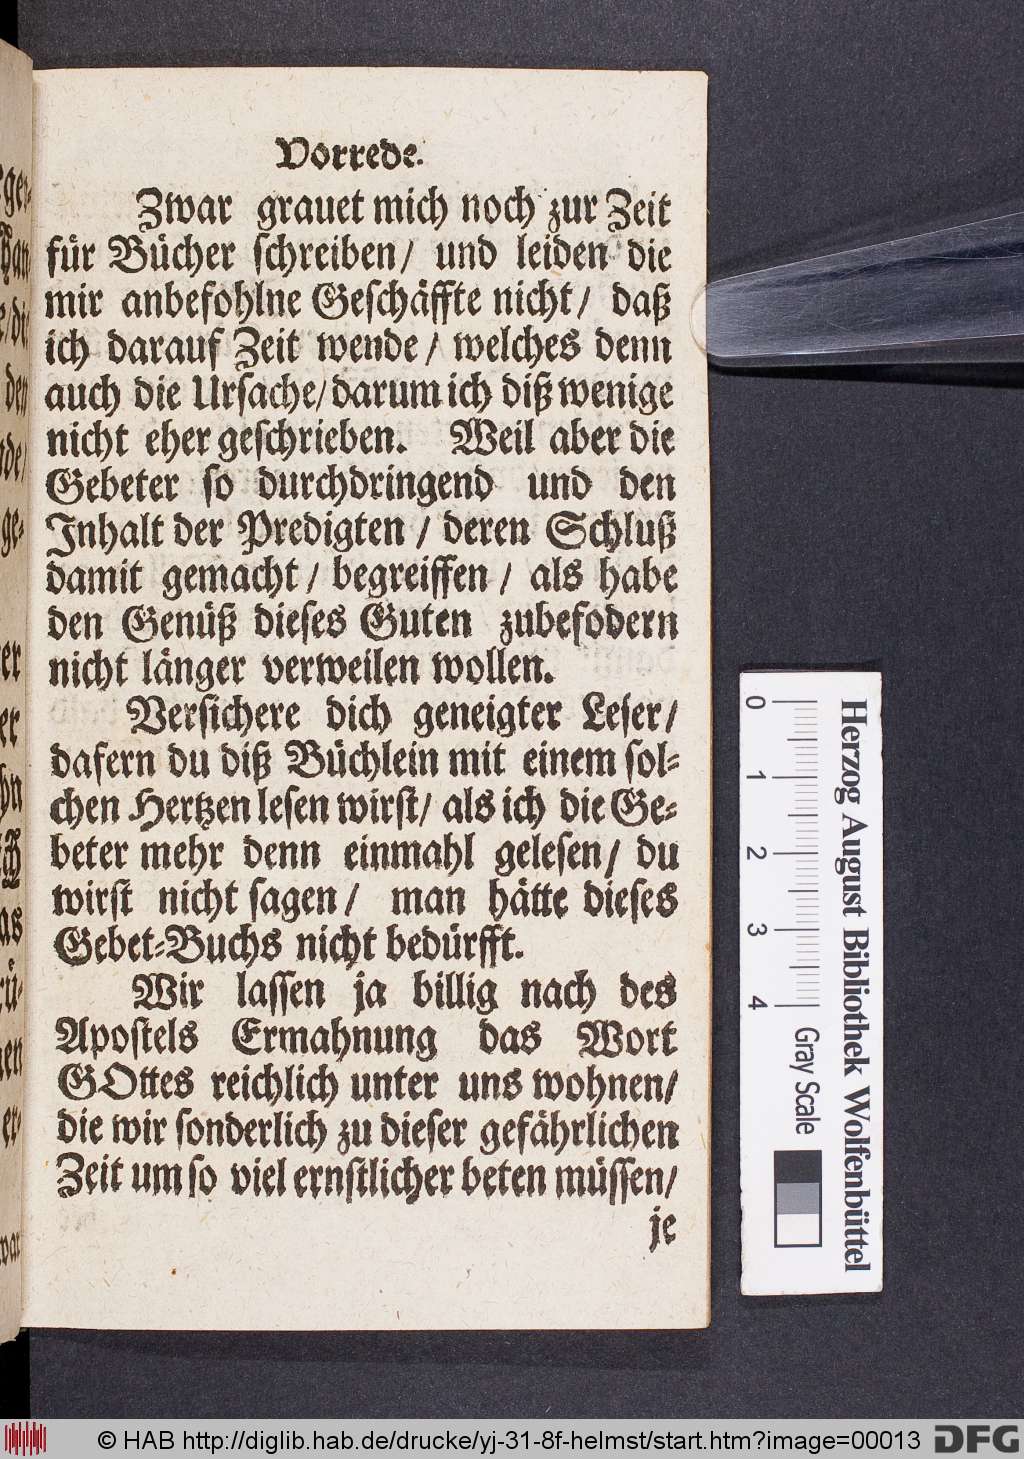 Vorrede.
Zwar grauet mich noch zur Zeit
für Bücher schreiben/ und leiden die
mir anbefohlne Geschäffte nicht/ daß
ich darauf Zeit wende/ welches denn
auch die Ursache/ darum ich diß wenige
nicht eher geschrieben. Weil aber die
Gebeter so durchdringend und den
Inhalt der Predigten/ deren Schluß
damit gemacht/ begreiffen/ als habe
den Genüß dieses Guten zubefodern
nicht länger verweilen wollen.
Versichere dich geneigter Leser/
dafern du diß Büchlein mit einem sol-
chen Hertzen lesen wirst/ als ich die Ge-
beter mehr denn einmahl gelesen/ du
wirst nicht sagen/ man hätte dieses
Gebet-Buchs nicht bedürfft.
Wir lassen ja billig nach des
Apostels Ermahnung das Wort
GOttes reichlich unter uns wohnen/
die wir sonderlich zu dieser gefährlichen
Zeit um so viel ernstlicher beten müssen/
je
Herzog August Bibliothek Wolfenbüttel
0 1 2 3 4
Gray Scale
© HAB http://diglib.hab.de/drucke/yj-31-8f-helmst/start.htm?image=00013
DFG